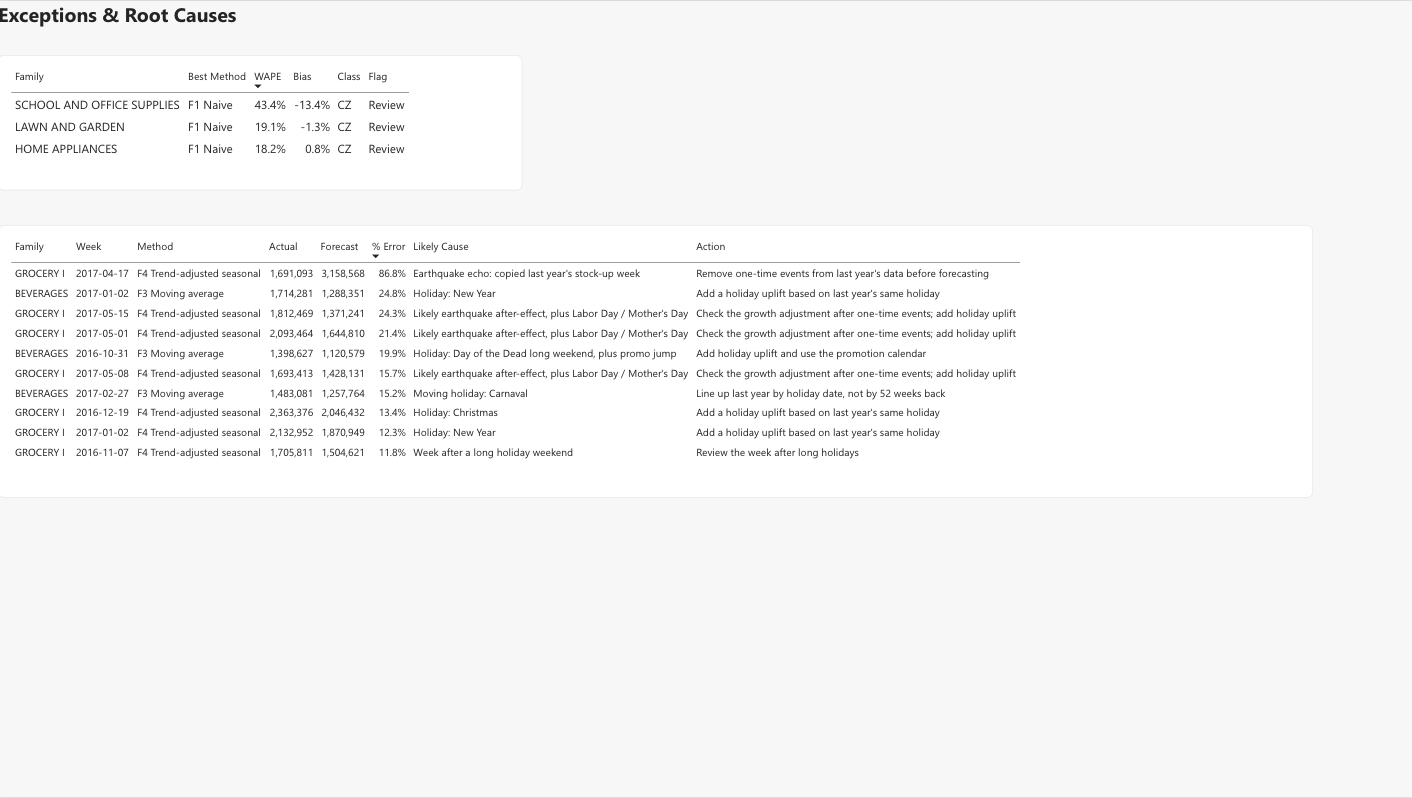 Exceptions & Root Causes
Family Best Method WAPE Bias Class Flag
SCHOOL AND OFFICE SUPPLIES F1 Naive 43.4% -13.4% CZ Review
LAWN AND GARDEN F1 Naive 19.1% -1.3% CZ Review
HOME APPLIANCES F1 Naive 18.2% 0.8% CZ Review
Family Week Method Actual Forecast % Error Likely Cause Action
GROCERY I 2017-04-17 F4 Trend-adjusted seasonal 1,691,093 3,158,568 86.8% Earthquake echo: copied last year's stock-up week Remove one-time events from last year's data before forecasting
BEVERAGES 2017-01-02 F3 Moving average 1,714,281 1,288,351 24.8% Holiday: New Year Add a holiday uplift based on last year's same holiday
GROCERY I 2017-05-15 F4 Trend-adjusted seasonal 1,812,469 1,371,241 24.3% Likely earthquake after-effect, plus Labor Day / Mother's Day Check the growth adjustment after one-time events; add holiday uplift
GROCERY I 2017-05-01 F4 Trend-adjusted seasonal 2,093,464 1,644,810 21.4% Likely earthquake after-effect, plus Labor Day / Mother's Day Check the growth adjustment after one-time events; add holiday uplift
BEVERAGES 2016-10-31 F3 Moving average 1,398,627 1,120,579 19.9% Holiday: Day of the Dead long weekend, plus promo jump Add holiday uplift and use the promotion calendar
GROCERY I 2017-05-08 F4 Trend-adjusted seasonal 1,693,413 1,428,131 15.7% Likely earthquake after-effect, plus Labor Day / Mother's Day Check the growth adjustment after one-time events; add holiday uplift
BEVERAGES 2017-02-27 F3 Moving average 1,483,081 1,257,764 15.2% Moving holiday: Carnaval Line up last year by holiday date, not by 52 weeks back
GROCERY I 2016-12-19 F4 Trend-adjusted seasonal 2,363,376 2,046,432 13.4% Holiday: Christmas Add a holiday uplift based on last year's same holiday
GROCERY I 2017-01-02 F4 Trend-adjusted seasonal 2,132,952 1,870,949 12.3% Holiday: New Year Add a holiday uplift based on last year's same holiday
GROCERY I 2016-11-07 F4 Trend-adjusted seasonal 1,705,811 1,504,621 11.8% Week after a long holiday weekend Review the week after long holidays